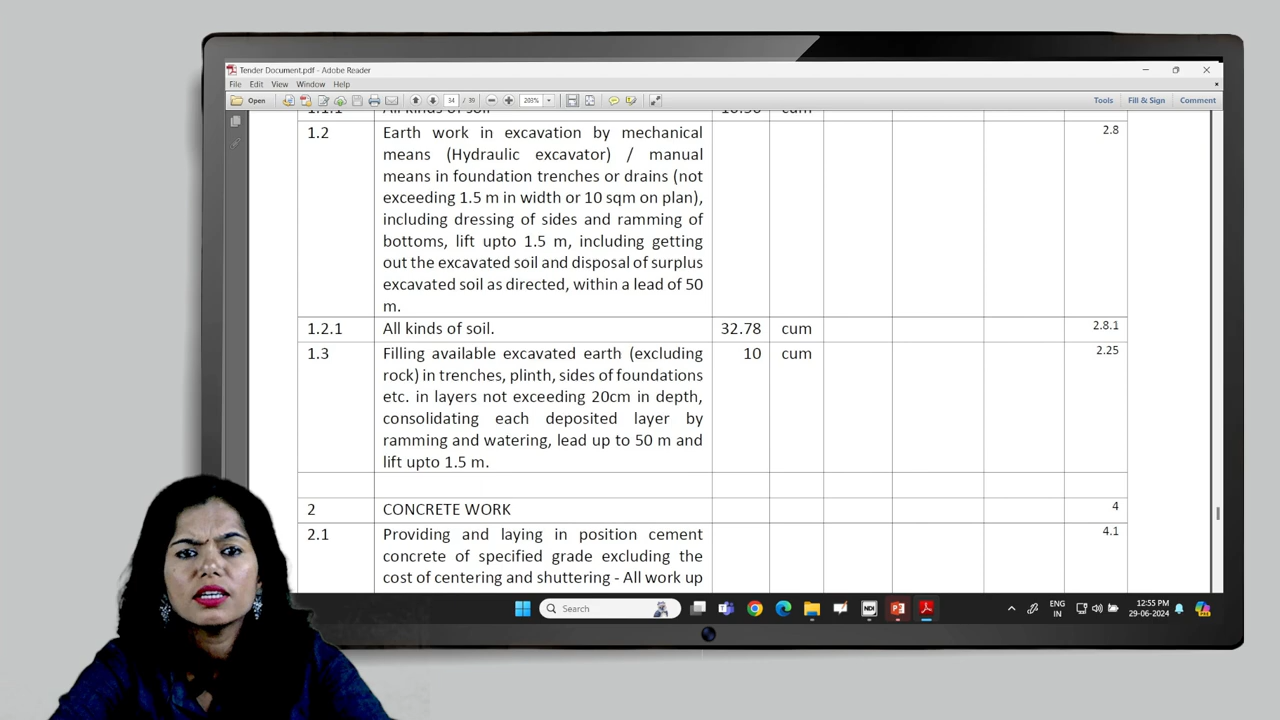 Tender Document.pdf - Adobe Reader
File Edit View Window Help
Open 34 / 39 203% Tools Fill & Sign Comment
1.2 Earth work in excavation by mechanical 2.8
means (Hydraulic excavator) / manual
means in foundation trenches or drains (not
exceeding 1.5 m in width or 10 sqm on plan),
including dressing of sides and ramming of
bottoms, lift upto 1.5 m, including getting
out the excavated soil and disposal of surplus
excavated soil as directed, within a lead of 50
m.
1.2.1 All kinds of soil. 32.78 cum 2.8.1
1.3 Filling available excavated earth (excluding 10 cum 2.25
rock) in trenches, plinth, sides of foundations
etc. in layers not exceeding 20cm in depth,
consolidating each deposited layer by
ramming and watering, lead up to 50 m and
lift upto 1.5 m.
2 CONCRETE WORK 4
2.1 Providing and laying in position cement 4.1
concrete of specified grade excluding the
cost of centering and shuttering - All work up
Search ENG 12:55 PM
IN 29-06-2024